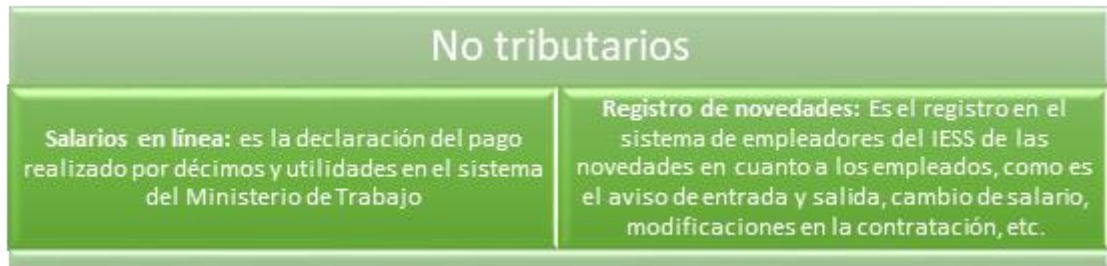 No tributarios
Salarios en línea: es la declaración del pago
realizado por décimos y utilidades en el sistema
del Ministerio de Trabajo
Registro de novedades: Es el registro en el
sistema de empleadores del IESS de las
novedades en cuanto a los empleados, como es
el aviso de entrada y salida, cambio de salario,
modificaciones en la contratación, etc.